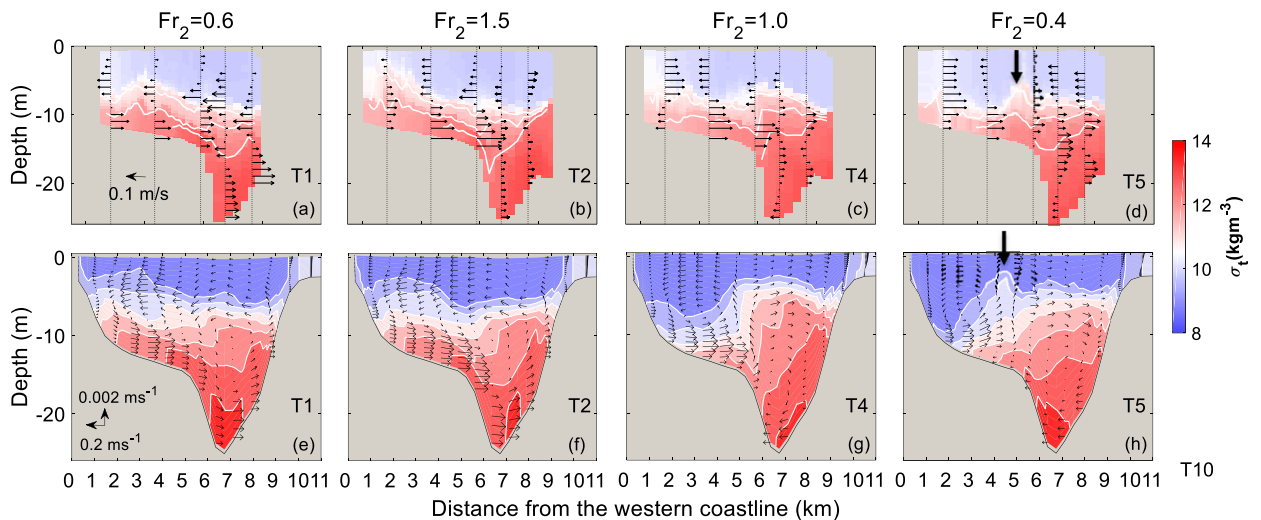 Fr2=0.6 Fr2=1.5 Fr2=1.0 Fr2=0.4
0
-10
-20
Depth (m)
0.1 m/s
T1
(a)
T2
(b)
T4
(c)
T5
(d)
0
-10
-20
Depth (m)
0.002 ms-1
0.2 ms-1
T1
(e)
T2
(f)
T4
(g)
T5
(h)
14
12
10
8
σt(kgm-3)
T10
0 1 2 3 4 5 6 7 8 9 1011 0 1 2 3 4 5 6 7 8 9 1011 0 1 2 3 4 5 6 7 8 9 1011 0 1 2 3 4 5 6 7 8 9 1011
Distance from the western coastline (km)